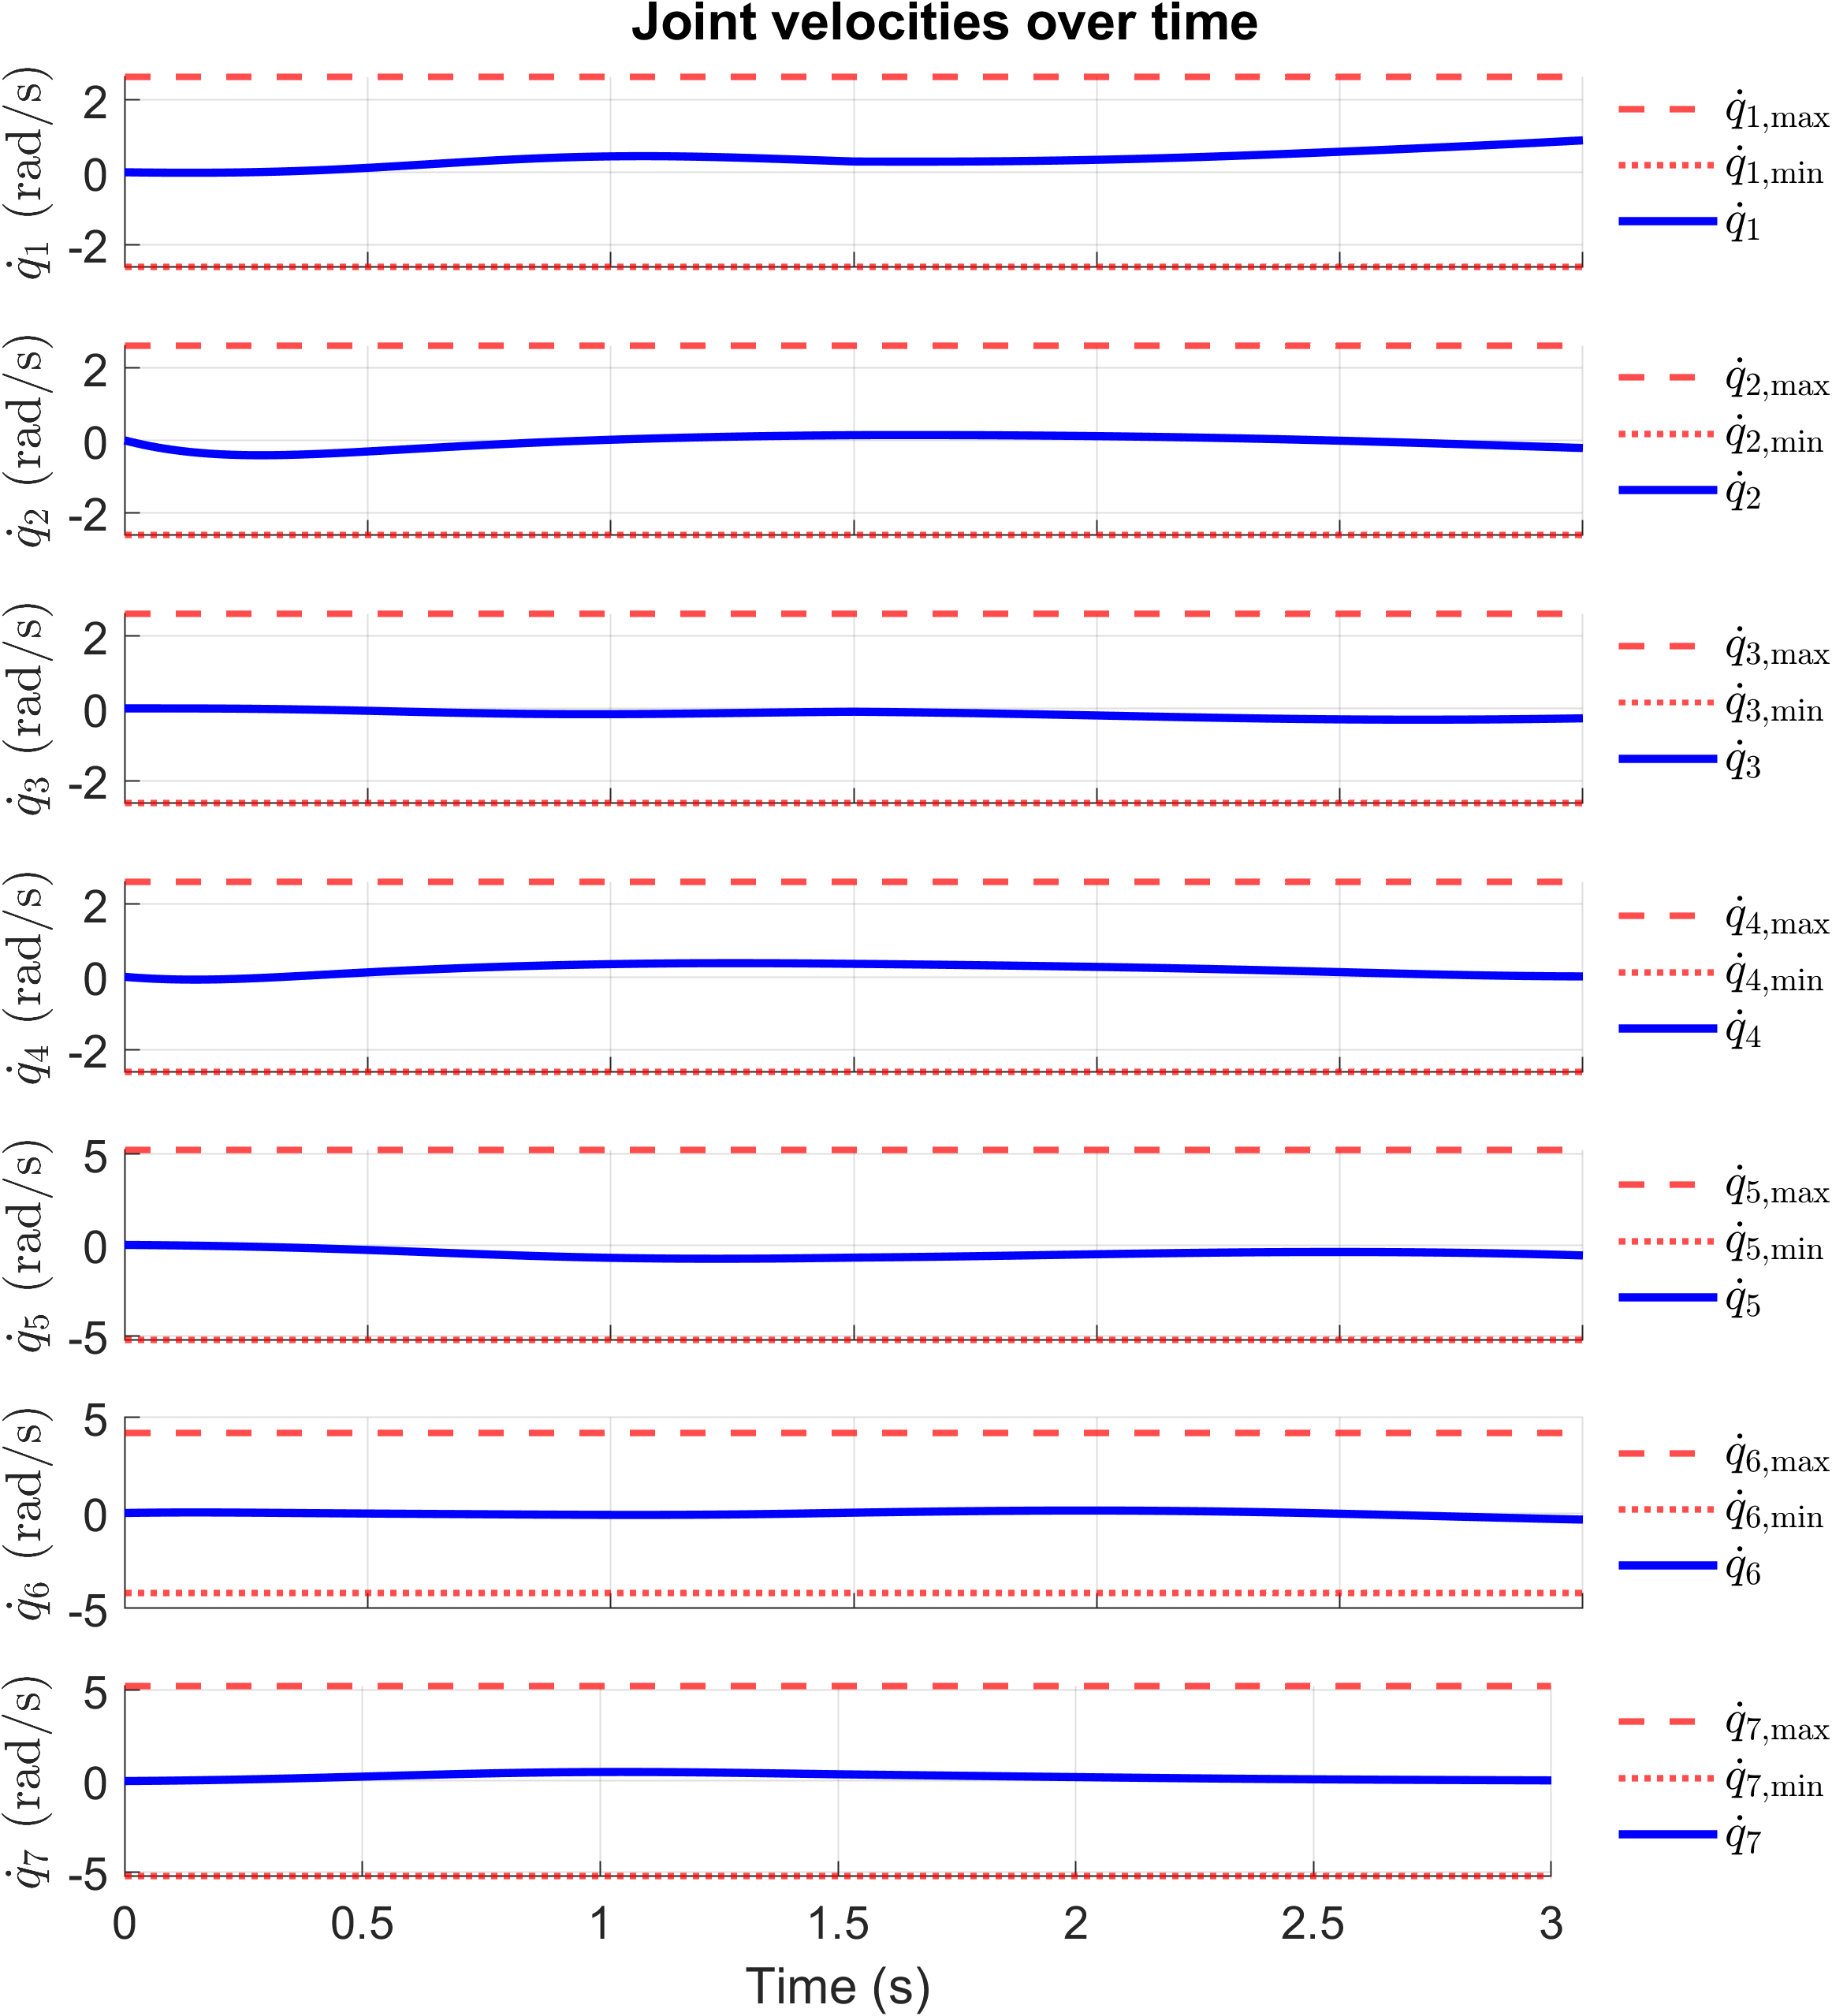 Joint velocities over time
q̇1 (rad/s)
2
0
-2
q̇1,max
q̇1,min
q̇1
q̇2 (rad/s)
2
0
-2
q̇2,max
q̇2,min
q̇2
q̇3 (rad/s)
2
0
-2
q̇3,max
q̇3,min
q̇3
q̇4 (rad/s)
2
0
-2
q̇4,max
q̇4,min
q̇4
q̇5 (rad/s)
5
0
-5
q̇5,max
q̇5,min
q̇5
q̇6 (rad/s)
5
0
-5
q̇6,max
q̇6,min
q̇6
q̇7 (rad/s)
5
0
-5
q̇7,max
q̇7,min
q̇7
0 0.5 1 1.5 2 2.5 3
Time (s)